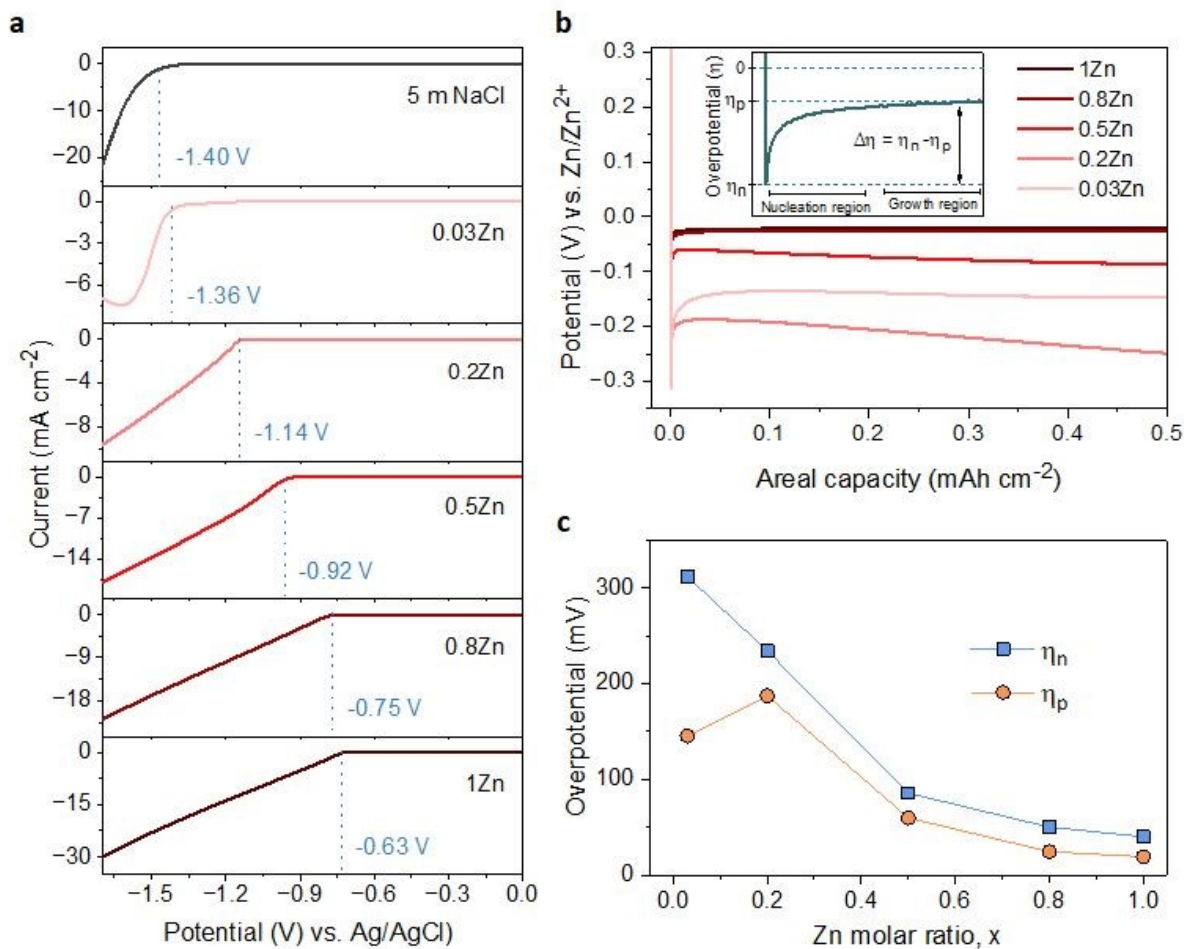 a
Current (mA cm⁻²)
0
−10
−20
5 m NaCl
-1.40 V
0
−3
−6
0.03Zn
-1.36 V
0
−4
−8
0.2Zn
-1.14 V
0
−7
−14
0.5Zn
-0.92 V
0
−9
−18
0.8Zn
-0.75 V
0
−15
−30
1Zn
-0.63 V
−1.5 −1.2 −0.9 −0.6 −0.3 0.0
Potential (V) vs. Ag/AgCl)
b
Potential (V) vs. Zn/Zn²⁺
0.3
0.2
0.1
0.0
−0.1
−0.2
−0.3
Overpotential (η)
0
ηp
ηn
Δη = ηn -ηp
Nucleation region Growth region
1Zn
0.8Zn
0.5Zn
0.2Zn
0.03Zn
0.0 0.1 0.2 0.3 0.4 0.5
Areal capacity (mAh cm⁻²)
c
Overpotential (mV)
300
200
100
0
ηn
ηp
0.0 0.2 0.4 0.6 0.8 1.0
Zn molar ratio, x